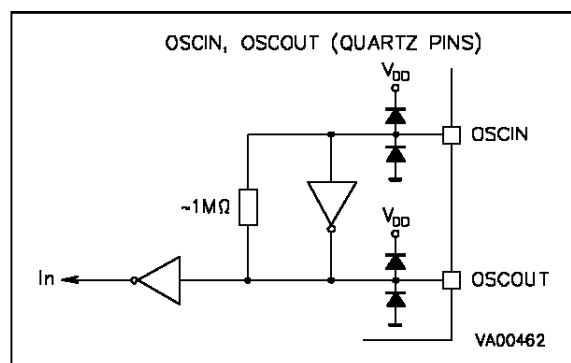 OSCIN, OSCOUT (QUARTZ PINS)
VDD
OSCIN
~1MΩ
VDD
In
OSCOUT
VA00462